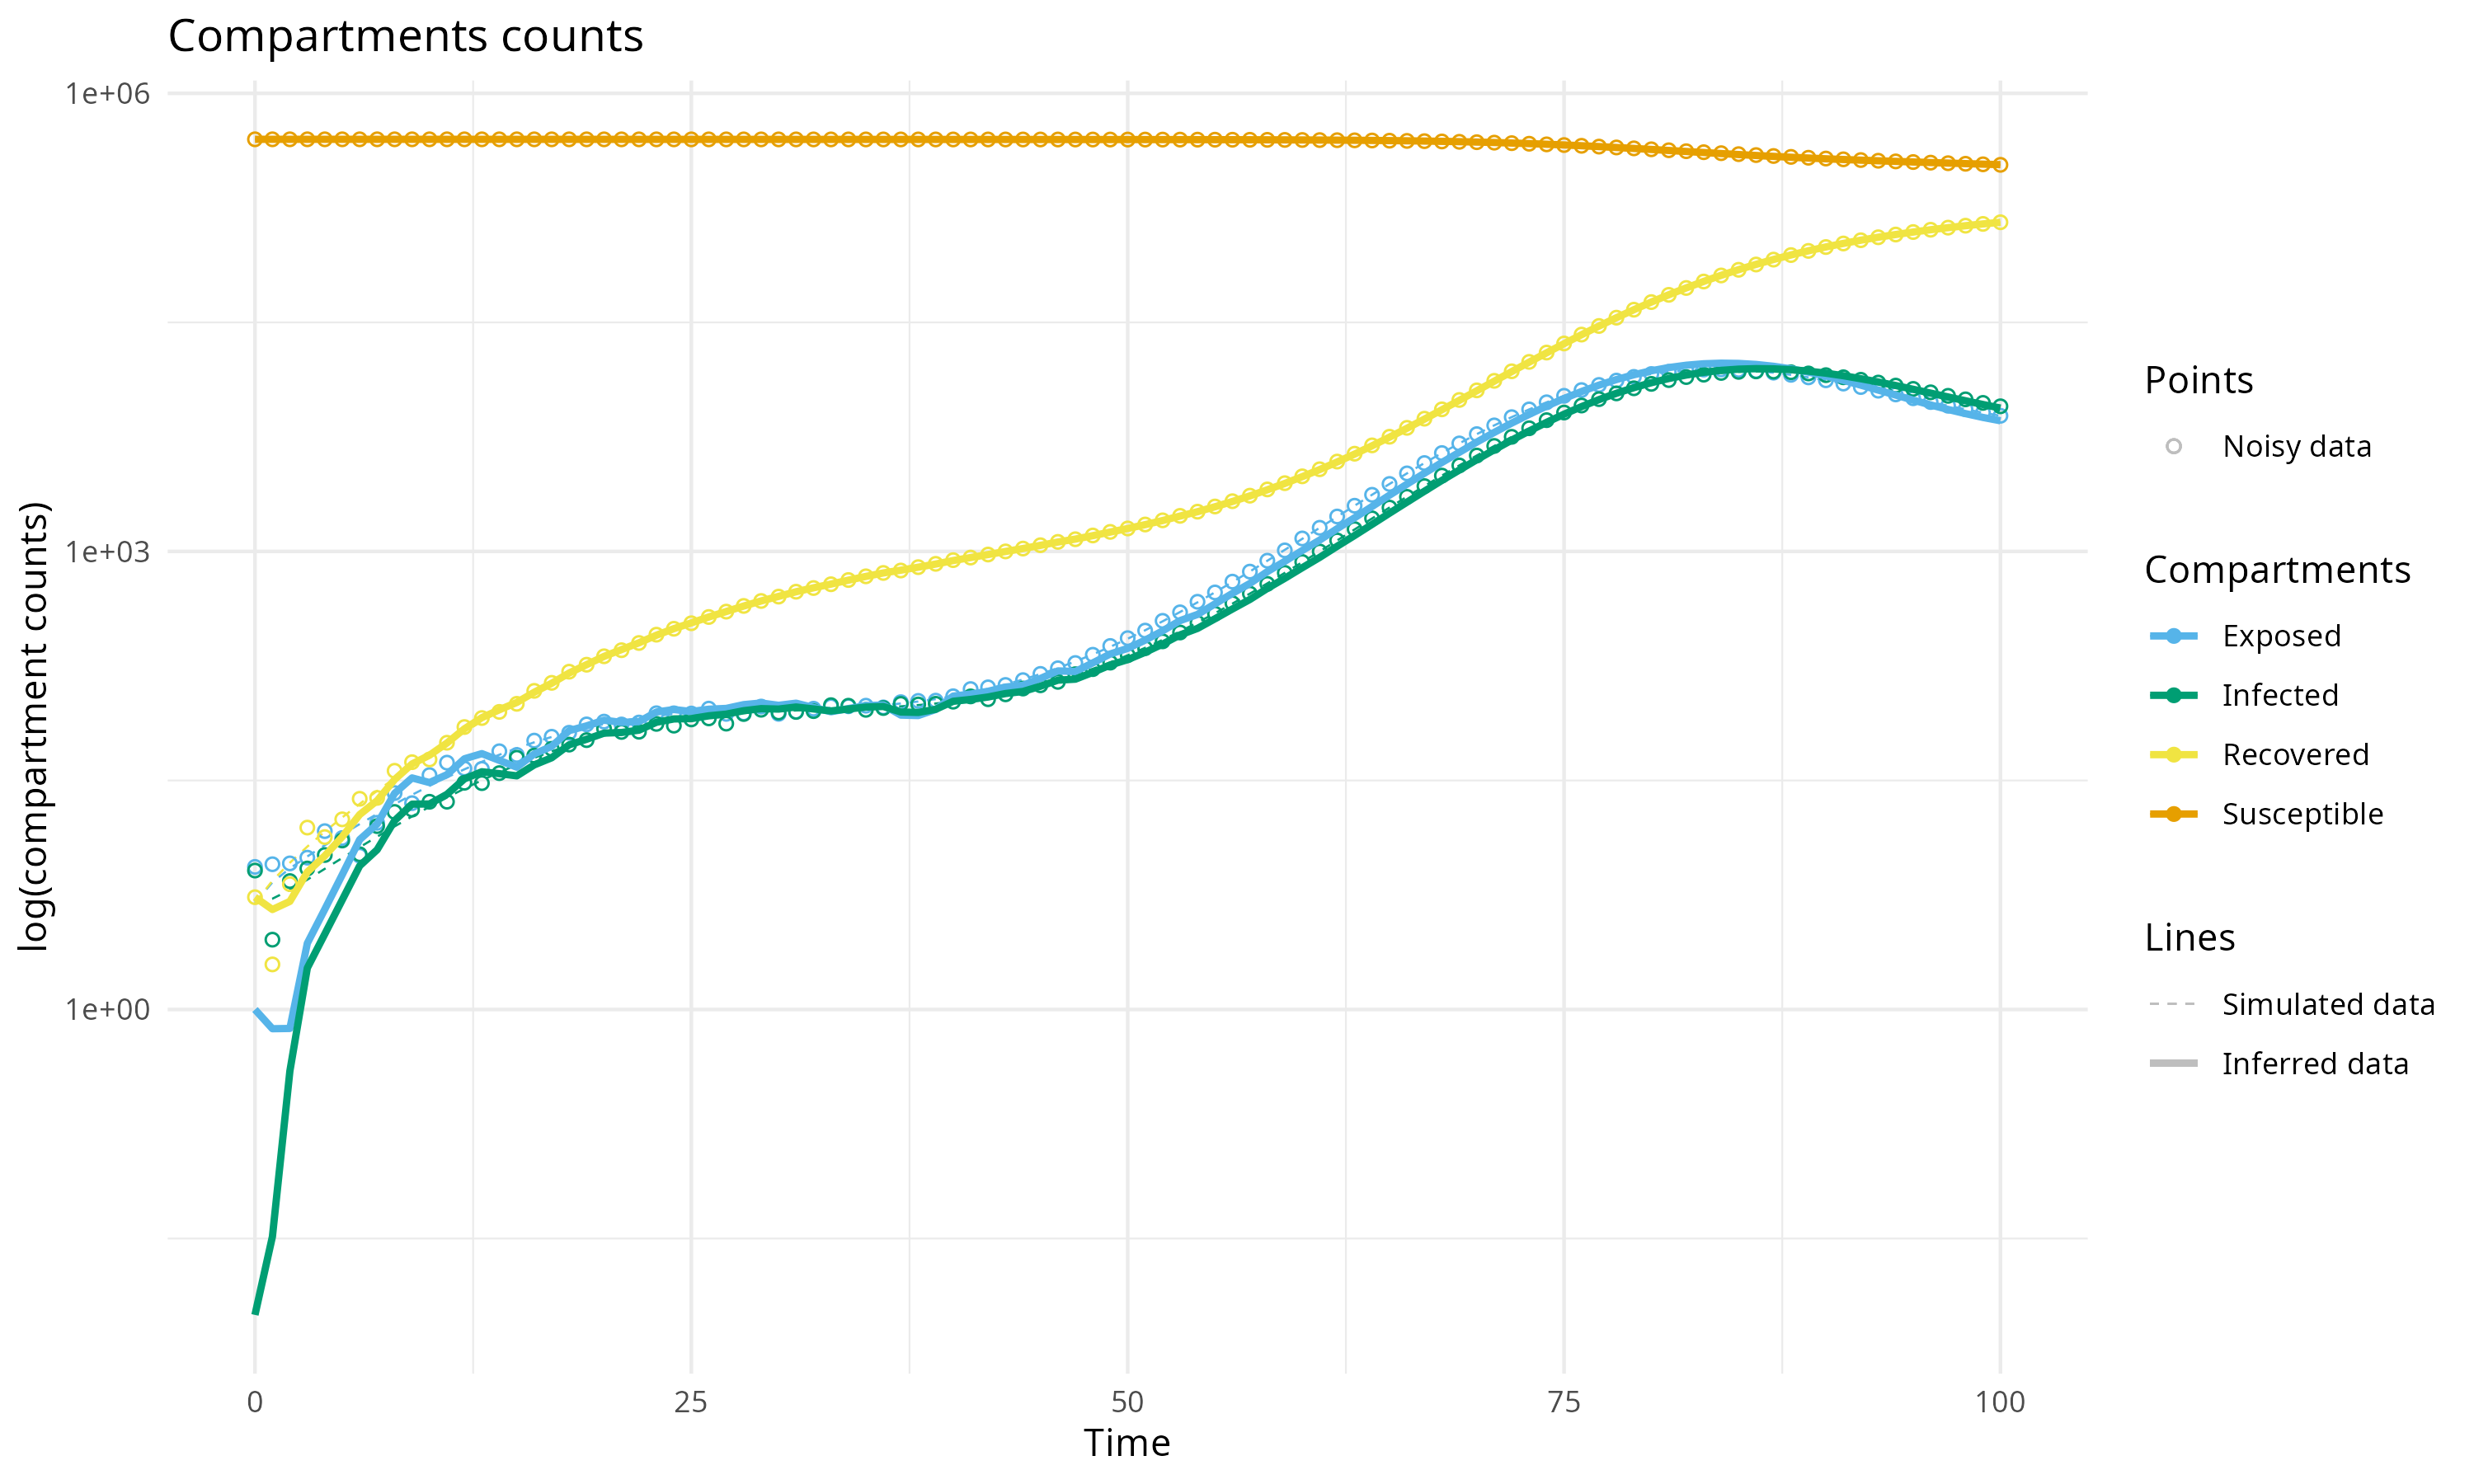 Compartments counts
log(compartment counts)
1e+06
1e+03
1e+00
0
25
50
75
100
Time
Points
Noisy data
Compartments
Exposed
Infected
Recovered
Susceptible
Lines
Simulated data
Inferred data